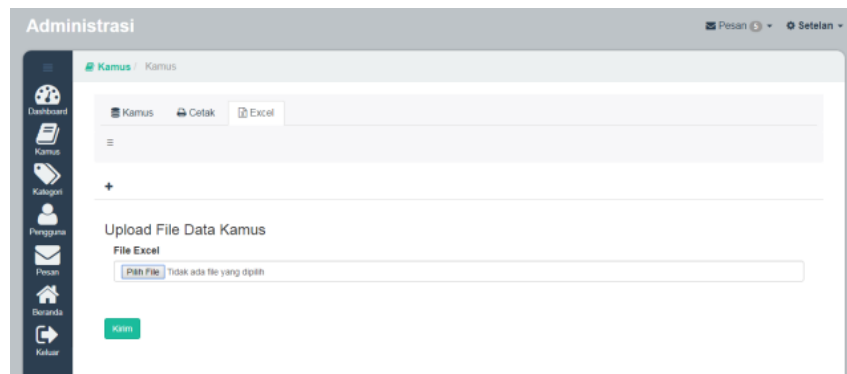 Administrasi
Pesan 5 Setelan
Kamus / Kamus
Dashboard
Kamus
Kategori
Pengguna
Pesan
Beranda
Keluar
Kamus Cetak Excel
Upload File Data Kamus
File Excel
Pilih File Tidak ada file yang dipilih
Kirim